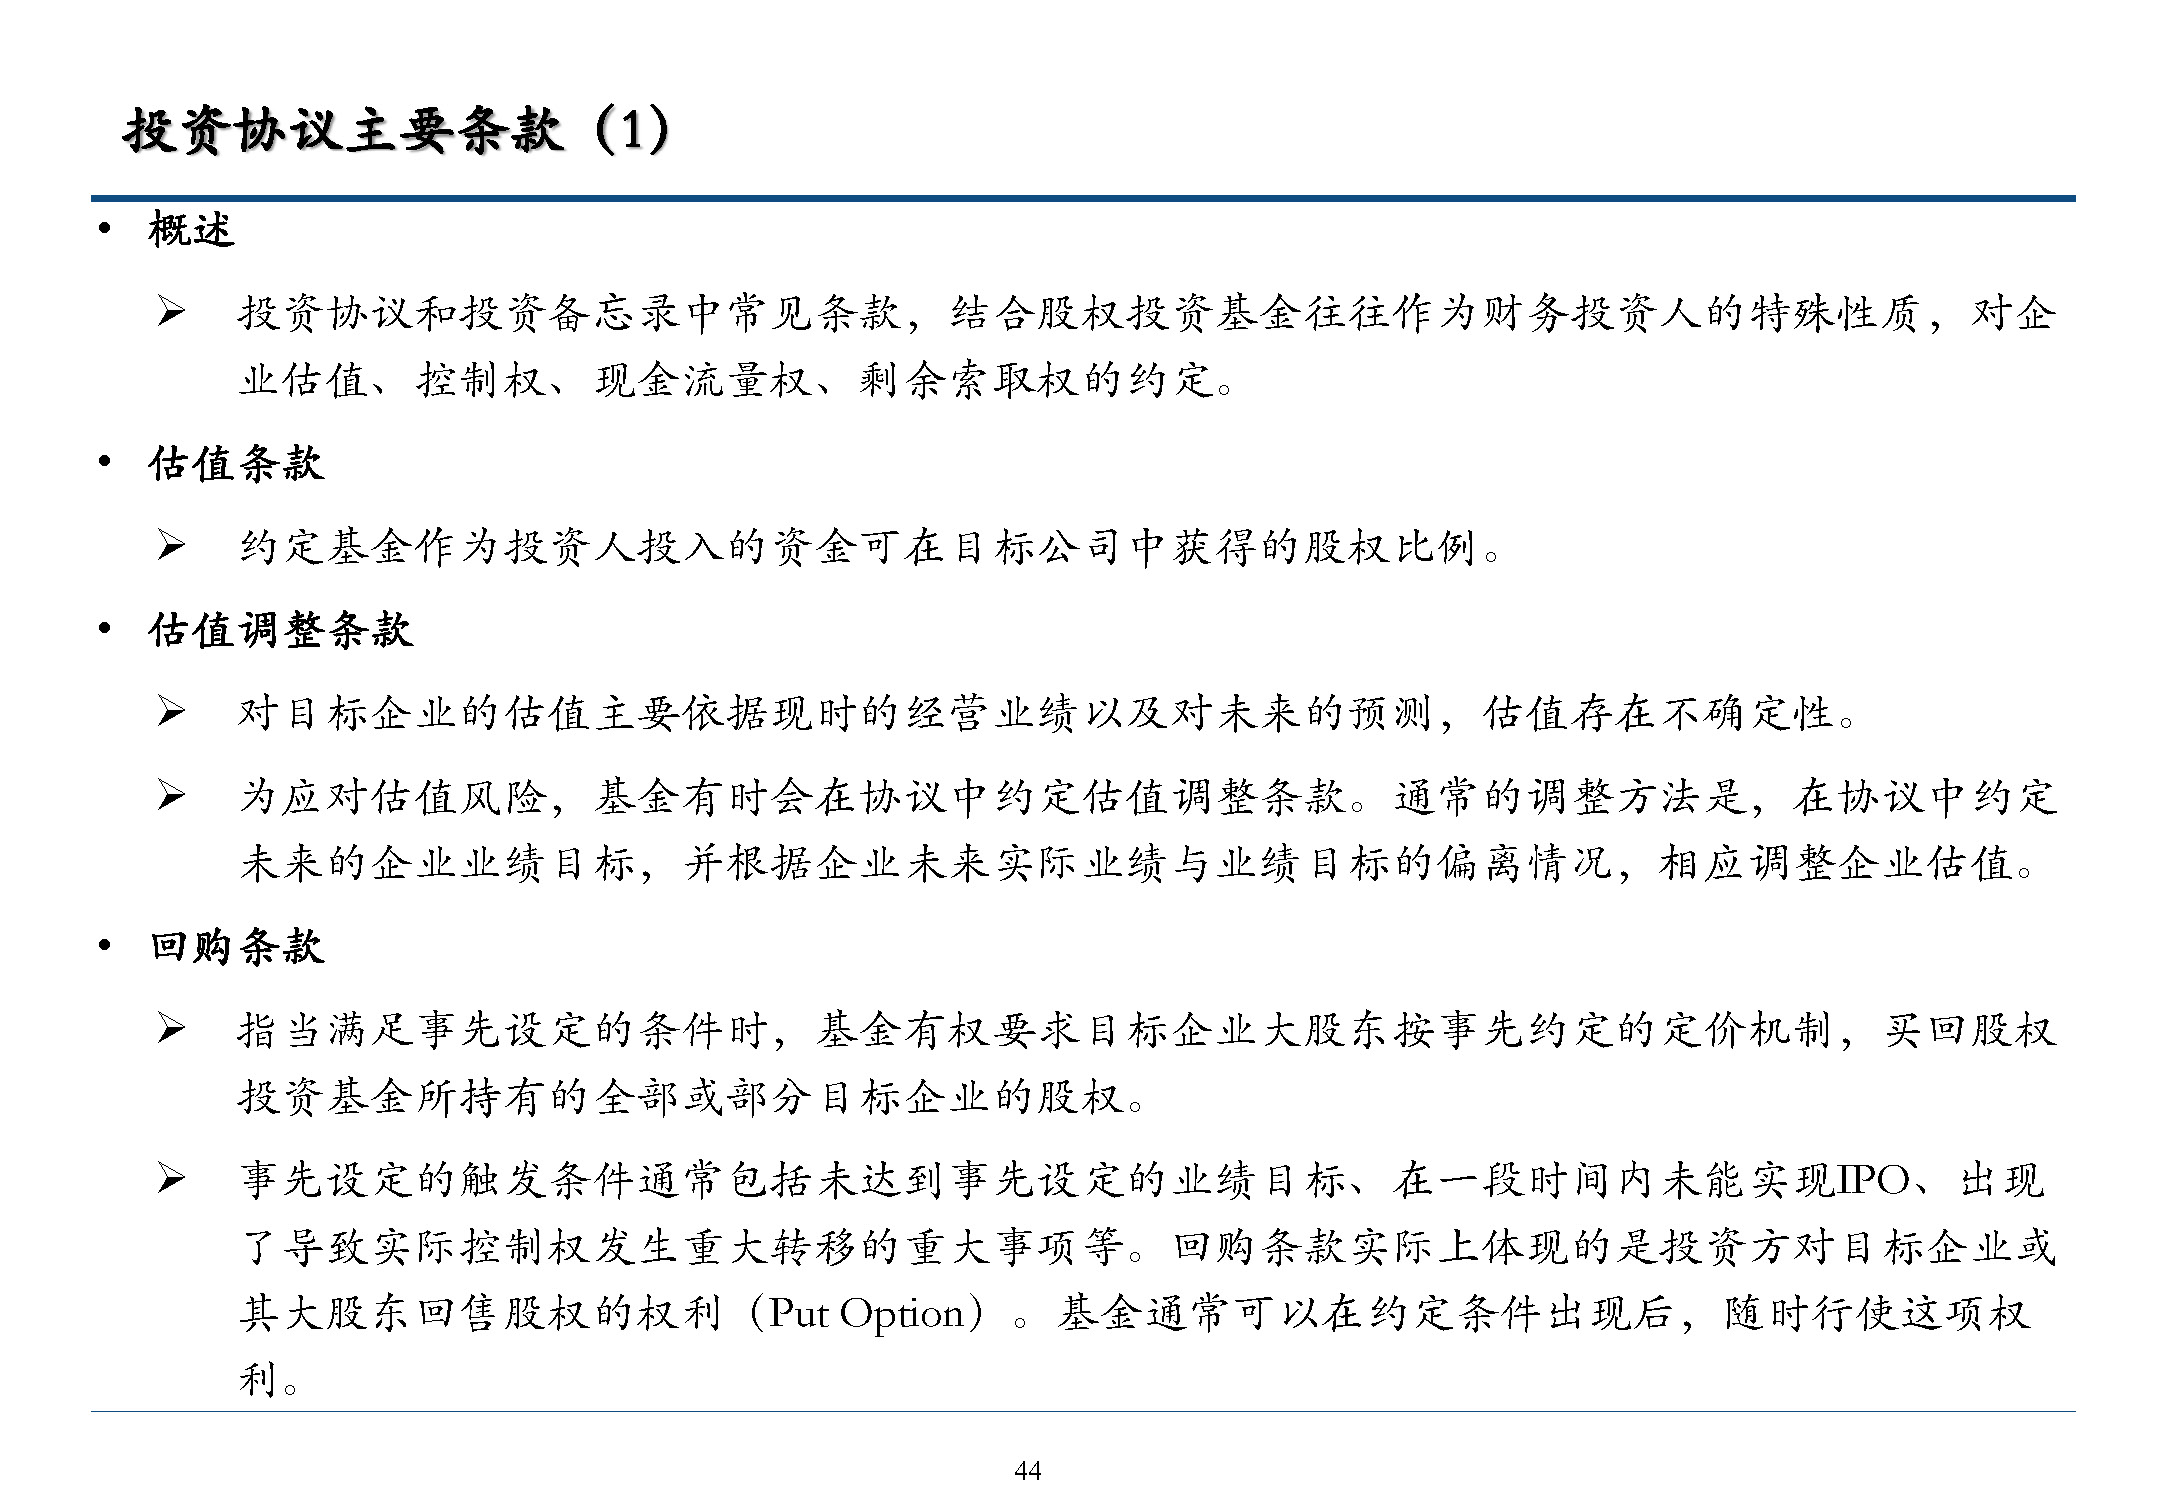 投资协议主要条款（1）
• 概述
➢ 投资协议和投资备忘录中常见条款，结合股权投资基金往往作为财务投资人的特殊性质，对企
业估值、控制权、现金流量权、剩余索取权的约定。
• 估值条款
➢ 约定基金作为投资人投入的资金可在目标公司中获得的股权比例。
• 估值调整条款
➢ 对目标企业的估值主要依据现时的经营业绩以及对未来的预测，估值存在不确定性。
➢ 为应对估值风险，基金有时会在协议中约定估值调整条款。通常的调整方法是，在协议中约定
未来的企业业绩目标，并根据企业未来实际业绩与业绩目标的偏离情况，相应调整企业估值。
• 回购条款
➢ 指当满足事先设定的条件时，基金有权要求目标企业大股东按事先约定的定价机制，买回股权
投资基金所持有的全部或部分目标企业的股权。
➢ 事先设定的触发条件通常包括未达到事先设定的业绩目标、在一段时间内未能实现IPO、出现
了导致实际控制权发生重大转移的重大事项等。回购条款实际上体现的是投资方对目标企业或
其大股东回售股权的权利（Put Option）。基金通常可以在约定条件出现后，随时行使这项权
利。
44